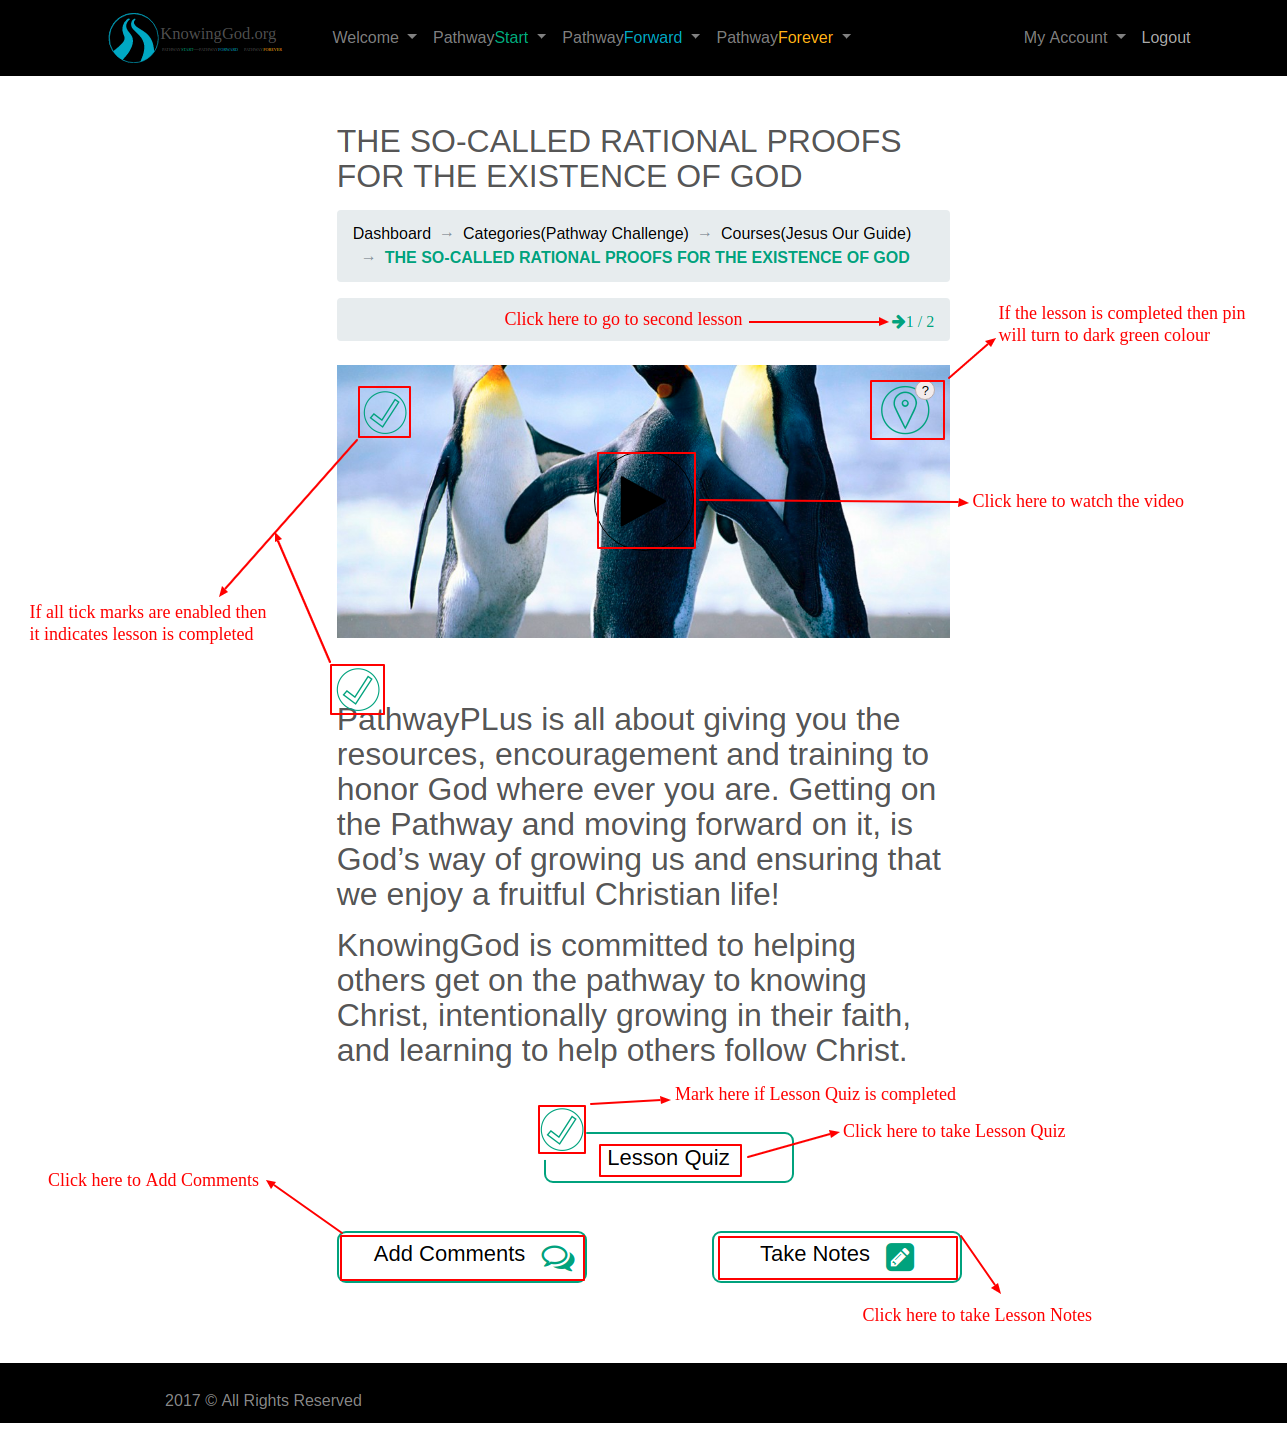 KnowingGod.org
Welcome PathwayStart PathwayForward PathwayForever My Account Logout
THE SO-CALLED RATIONAL PROOFS
FOR THE EXISTENCE OF GOD
Dashboard → Categories(Pathway Challenge) → Courses(Jesus Our Guide)
→ THE SO-CALLED RATIONAL PROOFS FOR THE EXISTENCE OF GOD
Click here to go to second lesson
1 / 2
If the lesson is completed then pin
will turn to dark green colour
?
Click here to watch the video
If all tick marks are enabled then
it indicates lesson is completed
PathwayPLus is all about giving you the
resources, encouragement and training to
honor God where ever you are. Getting on
the Pathway and moving forward on it, is
God’s way of growing us and ensuring that
we enjoy a fruitful Christian life!
KnowingGod is committed to helping
others get on the pathway to knowing
Christ, intentionally growing in their faith,
and learning to help others follow Christ.
Mark here if Lesson Quiz is completed
Click here to take Lesson Quiz
Lesson Quiz
Click here to Add Comments
Add Comments
Take Notes
Click here to take Lesson Notes
2017 © All Rights Reserved